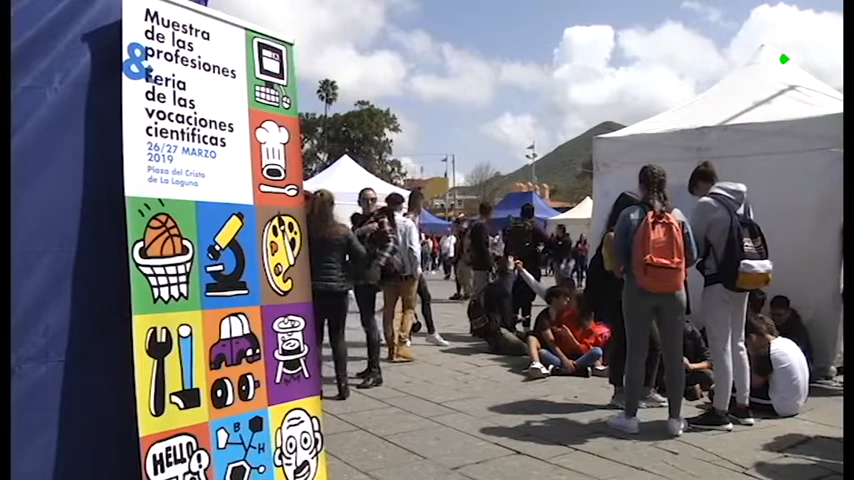 Muestra
de las
profesiones
&
Feria
de las
vocaciones
científicas
26/27 MARZO
2019
Plaza del Cristo
de La Laguna
HELLO
B
H